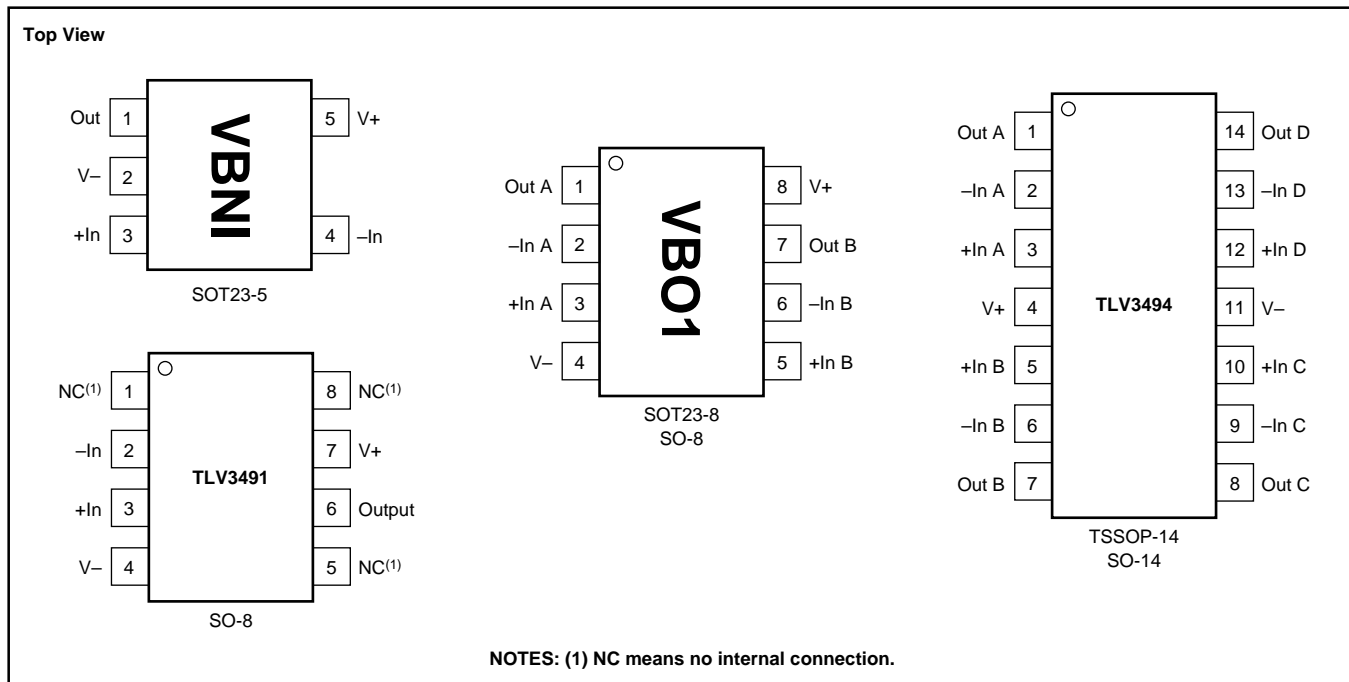 Top View
Out 1 5 V+
V– 2
+In 3 4 –In
VBNI
SOT23-5
NC(1) 1 8 NC(1)
–In 2 7 V+
TLV3491
+In 3 6 Output
V– 4 5 NC(1)
SO-8
Out A 1 8 V+
–In A 2 7 Out B
+In A 3 6 –In B
V– 4 5 +In B
VBO1
SOT23-8
SO-8
Out A 1 14 Out D
–In A 2 13 –In D
+In A 3 12 +In D
V+ 4 TLV3494 11 V–
+In B 5 10 +In C
–In B 6 9 –In C
Out B 7 8 Out C
TSSOP-14
SO-14
NOTES: (1) NC means no internal connection.